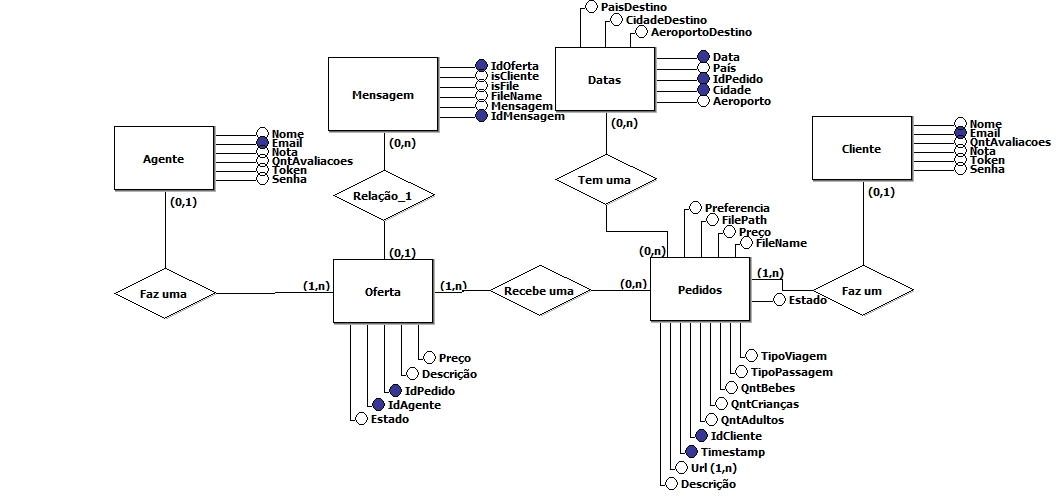 PaisDestino
CidadeDestino
AeroportoDestino
Datas
Data
País
IdPedido
Cidade
Aeroporto
(0,n)
Mensagem
IdOferta
isCliente
isFile
FileName
Mensagem
IdMensagem
(0,n)
Agente
Nome
Email
Nota
QntAvaliacoes
Token
Senha
(0,1)
Cliente
Nome
Email
QntAvaliacoes
Nota
Token
Senha
(0,1)
Relação_1
Tem uma
(0,1)
(0,n)
Preferencia
FilePath
Preço
FileName
Faz uma
(1,n)
Oferta
(1,n)
Recebe uma
(0,n)
Pedidos
(1,n)
Estado
Faz um
Preço
Descrição
IdPedido
IdAgente
Estado
TipoViagem
TipoPassagem
QntBebes
QntCrianças
QntAdultos
IdCliente
Timestamp
Url (1,n)
Descrição